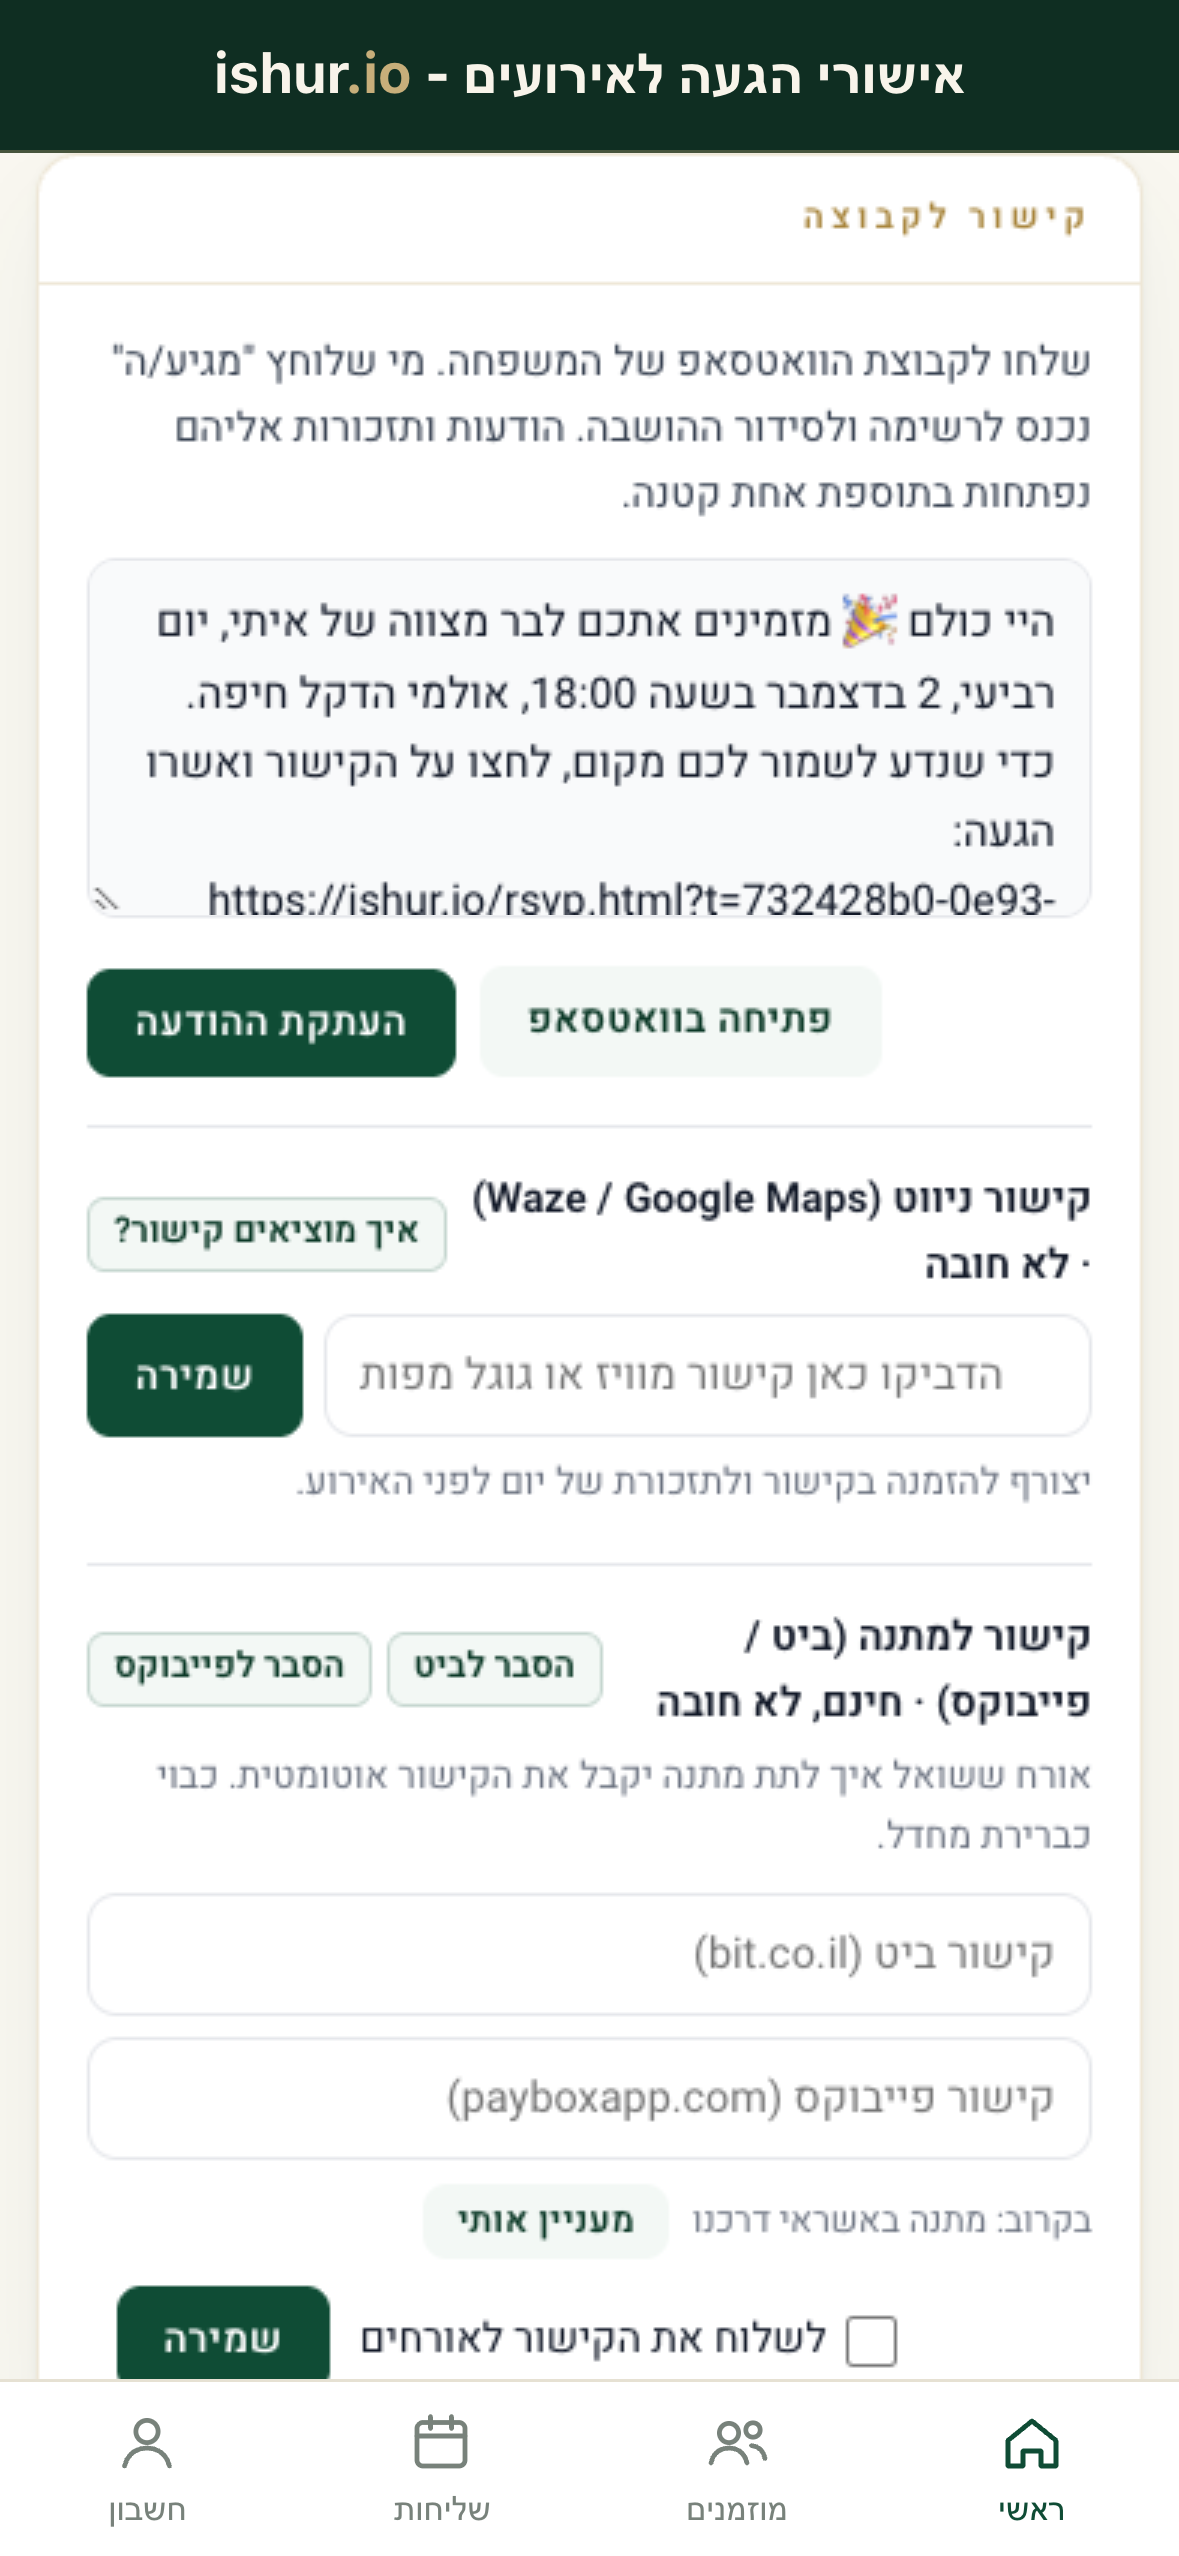 אישורי הגעה לאירועים - ishur.io
קישור לקבוצה
שלחו לקבוצת הוואטסאפ של המשפחה. מי שלוחץ "מגיע/ה"
נכנס לרשימה ולסידור ההושבה. הודעות ותזכורות אליהם
נפתחות בתוספת אחת קטנה.
היי כולם 🎉 מזמינים אתכם לבר מצווה של איתי, יום
רביעי, 2 בדצמבר בשעה 18:00, אולמי הדקל חיפה.
כדי שנדע לשמור לכם מקום, לחצו על הקישור ואשרו
הגעה:
https://ishur.io/rsvp.html?t=732428b0-0e93-
פתיחה בוואטסאפ
העתקת ההודעה
קישור ניווט (Waze / Google Maps)
· לא חובה
איך מוציאים קישור?
הדביקו כאן קישור מוויז או גוגל מפות
שמירה
יצורף להזמנה בקישור ולתזכורת של יום לפני האירוע.
קישור למתנה (ביט /
פייבוקס) · חינם, לא חובה
הסבר לביט
הסבר לפייבוקס
אורח ששואל איך לתת מתנה יקבל את הקישור אוטומטית. כבוי
כברירת מחדל.
קישור ביט (bit.co.il)
קישור פייבוקס (payboxapp.com)
בקרוב: מתנה באשראי דרכנו
מעניין אותי
לשלוח את הקישור לאורחים
שמירה
ראשי
מוזמנים
שליחות
חשבון